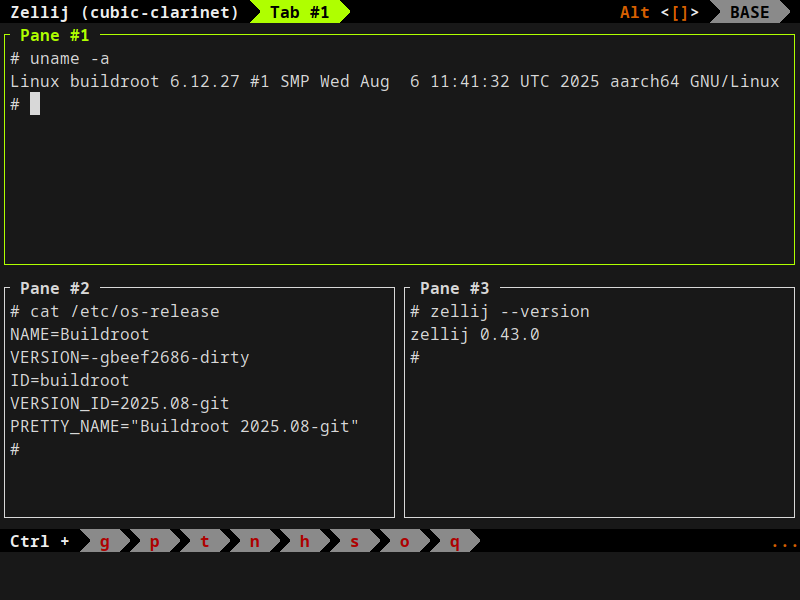 Zellij (cubic-clarinet) Tab #1 Alt <[]> BASE
Pane #1
# uname -a
Linux buildroot 6.12.27 #1 SMP Wed Aug  6 11:41:32 UTC 2025 aarch64 GNU/Linux
#
Pane #2
# cat /etc/os-release
NAME=Buildroot
VERSION=-gbeef2686-dirty
ID=buildroot
VERSION_ID=2025.08-git
PRETTY_NAME="Buildroot 2025.08-git"
#
Pane #3
# zellij --version
zellij 0.43.0
#
Ctrl + g p t n h s o q ...